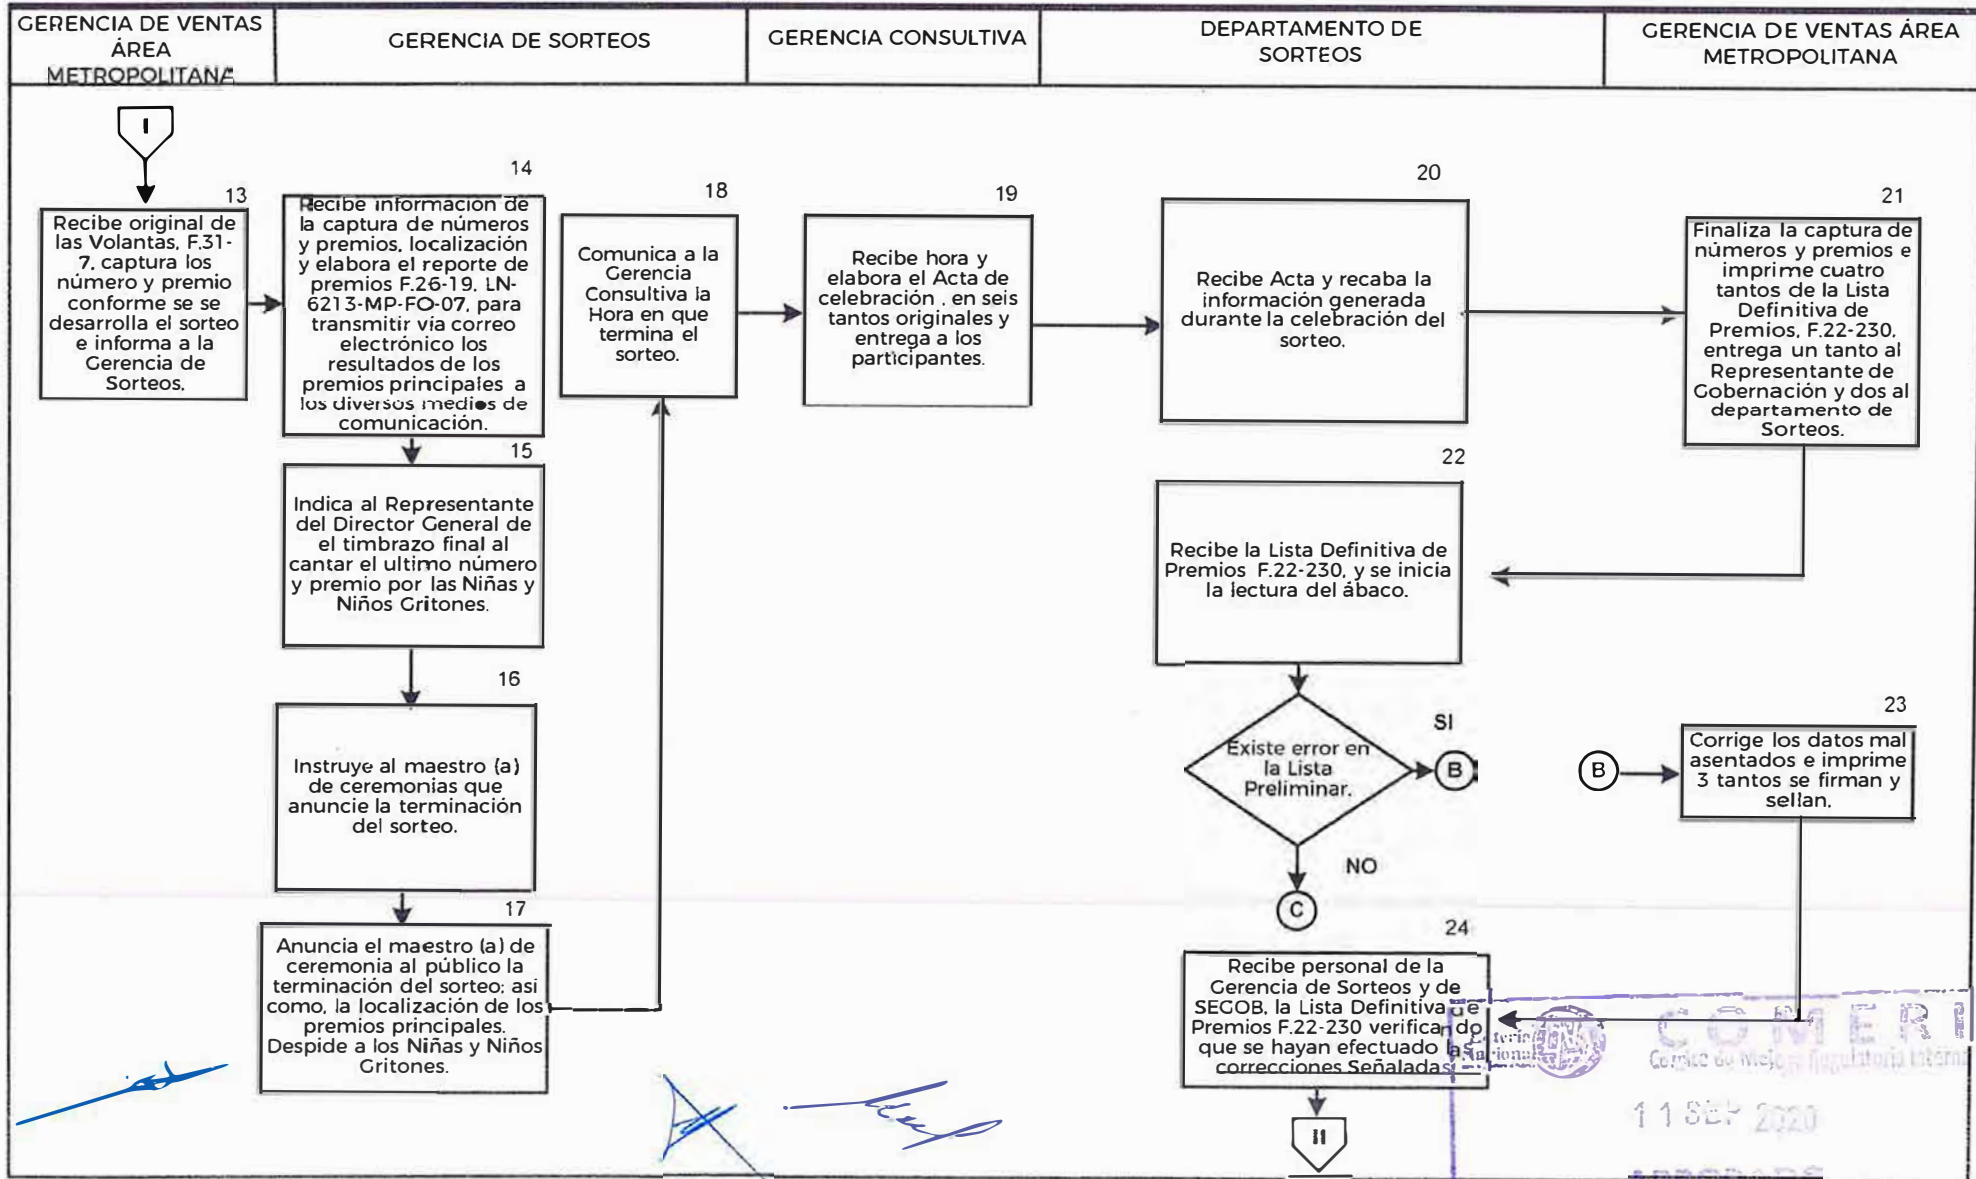 GERENCIA DE VENTAS
ÁREA
METROPOLITANA
GERENCIA DE SORTEOS
GERENCIA CONSULTIVA
DEPARTAMENTO DE
SORTEOS
GERENCIA DE VENTAS ÁREA
METROPOLITANA
I
13
Recibe original de
las Volantas, F.31-
7, captura los
número y premio
conforme se se
desarrolla el sorteo
e informa a la
Gerencia de
Sorteos.
14
Recibe información de
la captura de números
y premios, localización
y elabora el reporte de
premios F.26-19, LN-
6213-MP-FO-07, para
transmitir vía correo
electrónico los
resultados de los
premios principales a
los diversos medios de
comunicación.
15
Indica al Representante
del Director General de
el timbrazo final al
cantar el ultimo número
y premio por las Niñas y
Niños Gritones.
16
Instruye al maestro (a)
de ceremonias que
anuncie la terminación
del sorteo.
17
Anuncia el maestro (a) de
ceremonia al público la
terminación del sorteo; así
como, la localización de los
premios principales.
Despide a los Niñas y Niños
Gritones.
18
Comunica a la
Gerencia
Consultiva la
Hora en que
termina el
sorteo.
19
Recibe hora y
elabora el Acta de
celebración , en seis
tantos originales y
entrega a los
participantes.
20
Recibe Acta y recaba la
información generada
durante la celebración del
sorteo.
21
Finaliza la captura de
números y premios e
imprime cuatro
tantos de la Lista
Definitiva de
Premios, F.22-230,
entrega un tanto al
Representante de
Gobernación y dos al
departamento de
Sorteos.
22
Recibe la Lista Definitiva de
Premios F.22-230, y se inicia
la lectura del ábaco.
Existe error en
la Lista
Preliminar.
SI
B
NO
C
23
B
Corrige los datos mal
asentados e imprime
3 tantos se firman y
sellan.
24
Recibe personal de la
Gerencia de Sorteos y de
SEGOB, la Lista Definitiva de
Premios F.22-230 verificando
que se hayan efectuado las
correcciones Señaladas
II
COMERI
11 SEP 2020